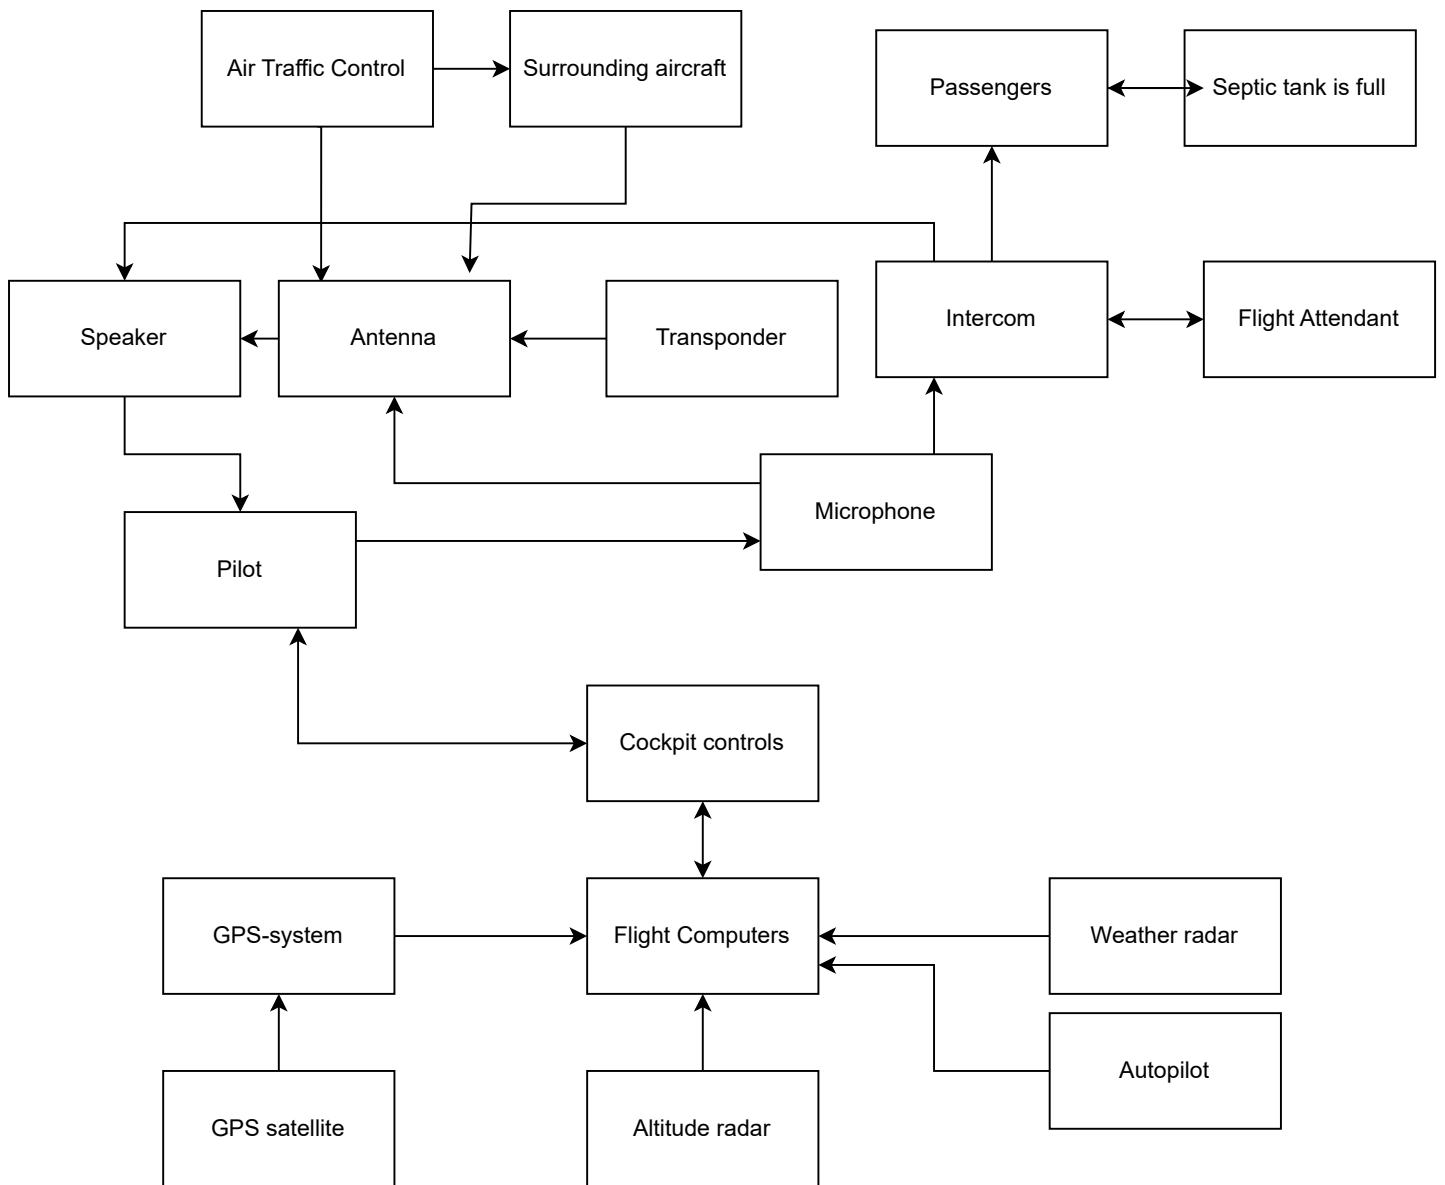 Air Traffic Control
Surrounding aircraft
Passengers
Septic tank is full
Speaker
Antenna
Transponder
Intercom
Flight Attendant
Pilot
Microphone
Cockpit controls
GPS-system
Flight Computers
Weather radar
Autopilot
GPS satellite
Altitude radar